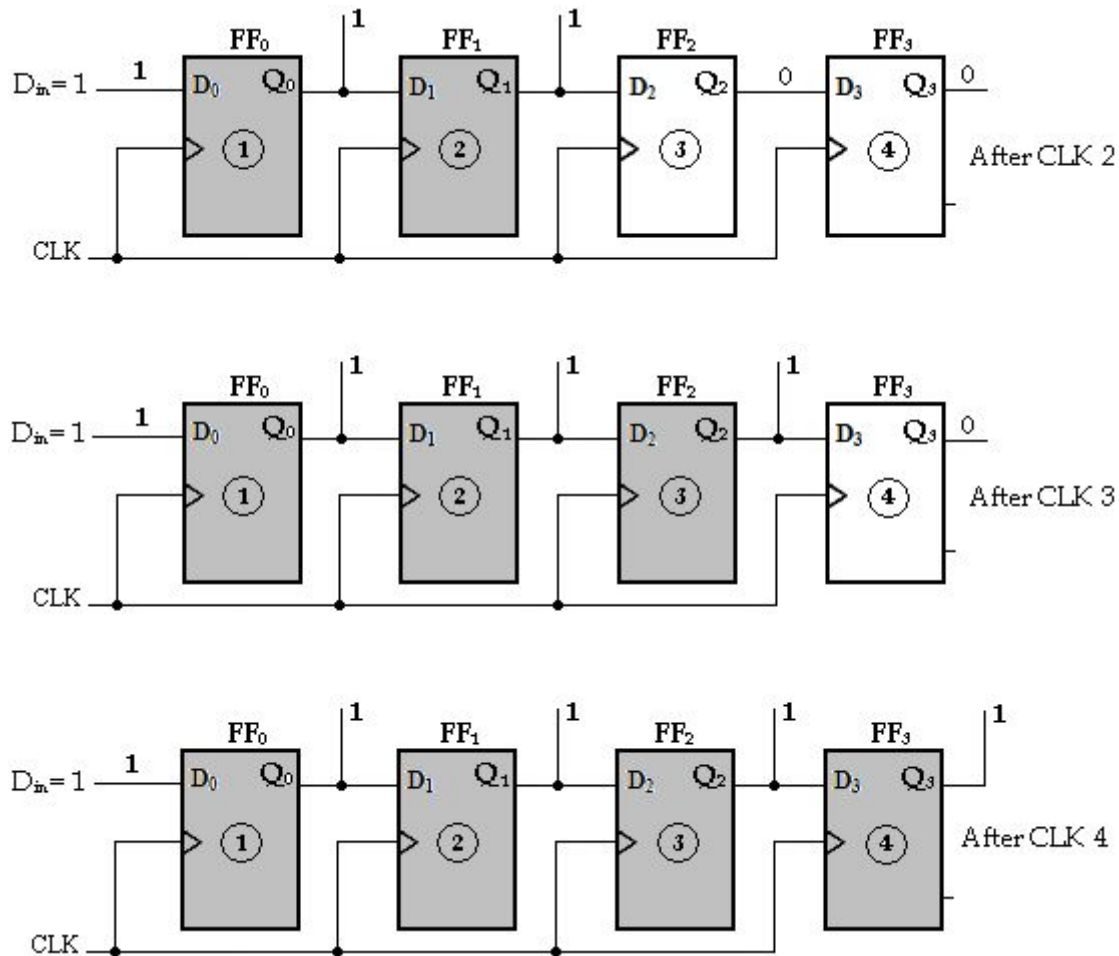 1 1
FF₀ FF₁ FF₂ FF₃
Dᵢₙ= 1 1 D₀ Q₀ D₁ Q₁ D₂ Q₂ 0 D₃ Q₃ 0
1 2 3 4 After CLK 2
CLK
1 1 1
FF₀ FF₁ FF₂ FF₃
Dᵢₙ= 1 1 D₀ Q₀ D₁ Q₁ D₂ Q₂ D₃ Q₃ 0
1 2 3 4 After CLK 3
CLK
1 1 1 1
FF₀ FF₁ FF₂ FF₃
Dᵢₙ= 1 1 D₀ Q₀ D₁ Q₁ D₂ Q₂ D₃ Q₃
1 2 3 4 After CLK 4
CLK